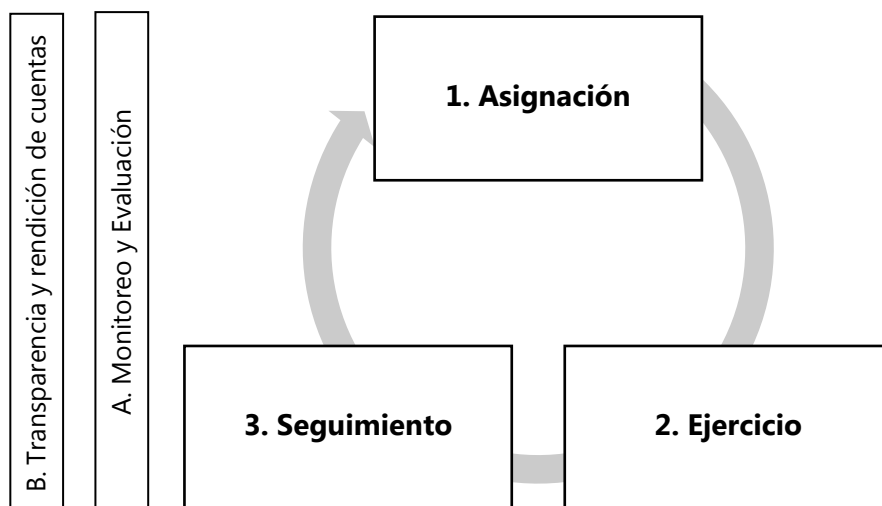 B. Transparencia y rendición de cuentas
A. Monitoreo y Evaluación
1. Asignación
3. Seguimiento
2. Ejercicio